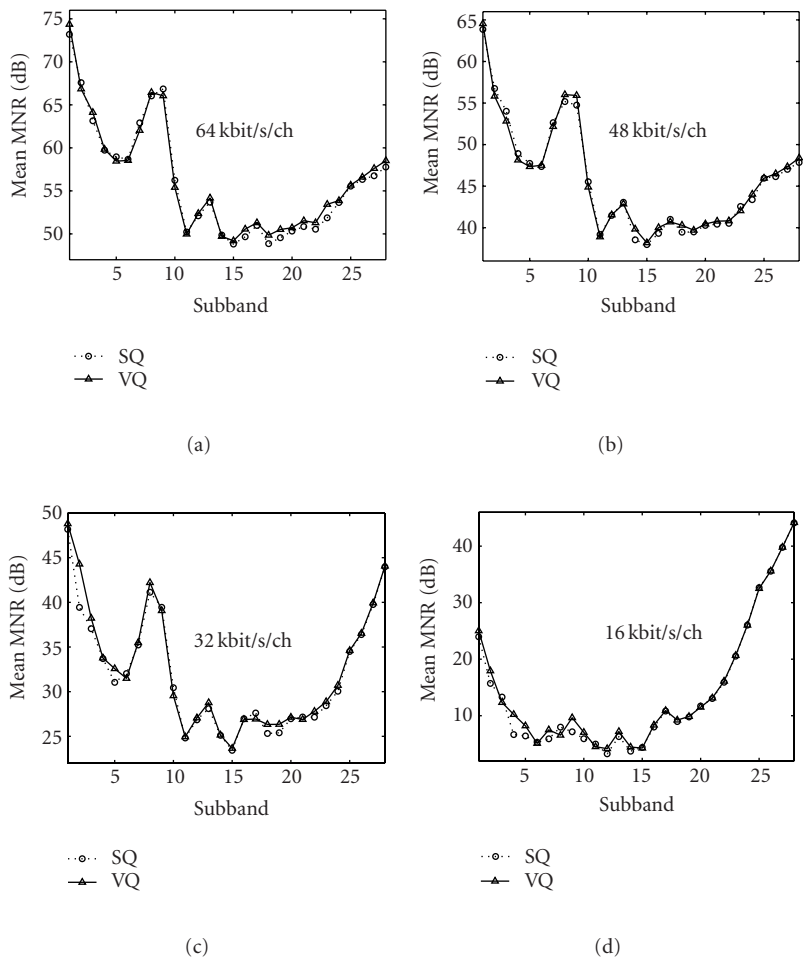 75
70
65
60
55
50
Mean MNR (dB)
64 kbit/s/ch
5 10 15 20 25
Subband
SQ
VQ
(a)
65
60
55
50
45
40
Mean MNR (dB)
48 kbit/s/ch
5 10 15 20 25
Subband
SQ
VQ
(b)
50
45
40
35
30
25
Mean MNR (dB)
32 kbit/s/ch
5 10 15 20 25
Subband
SQ
VQ
(c)
40
30
20
10
Mean MNR (dB)
16 kbit/s/ch
5 10 15 20 25
Subband
SQ
VQ
(d)